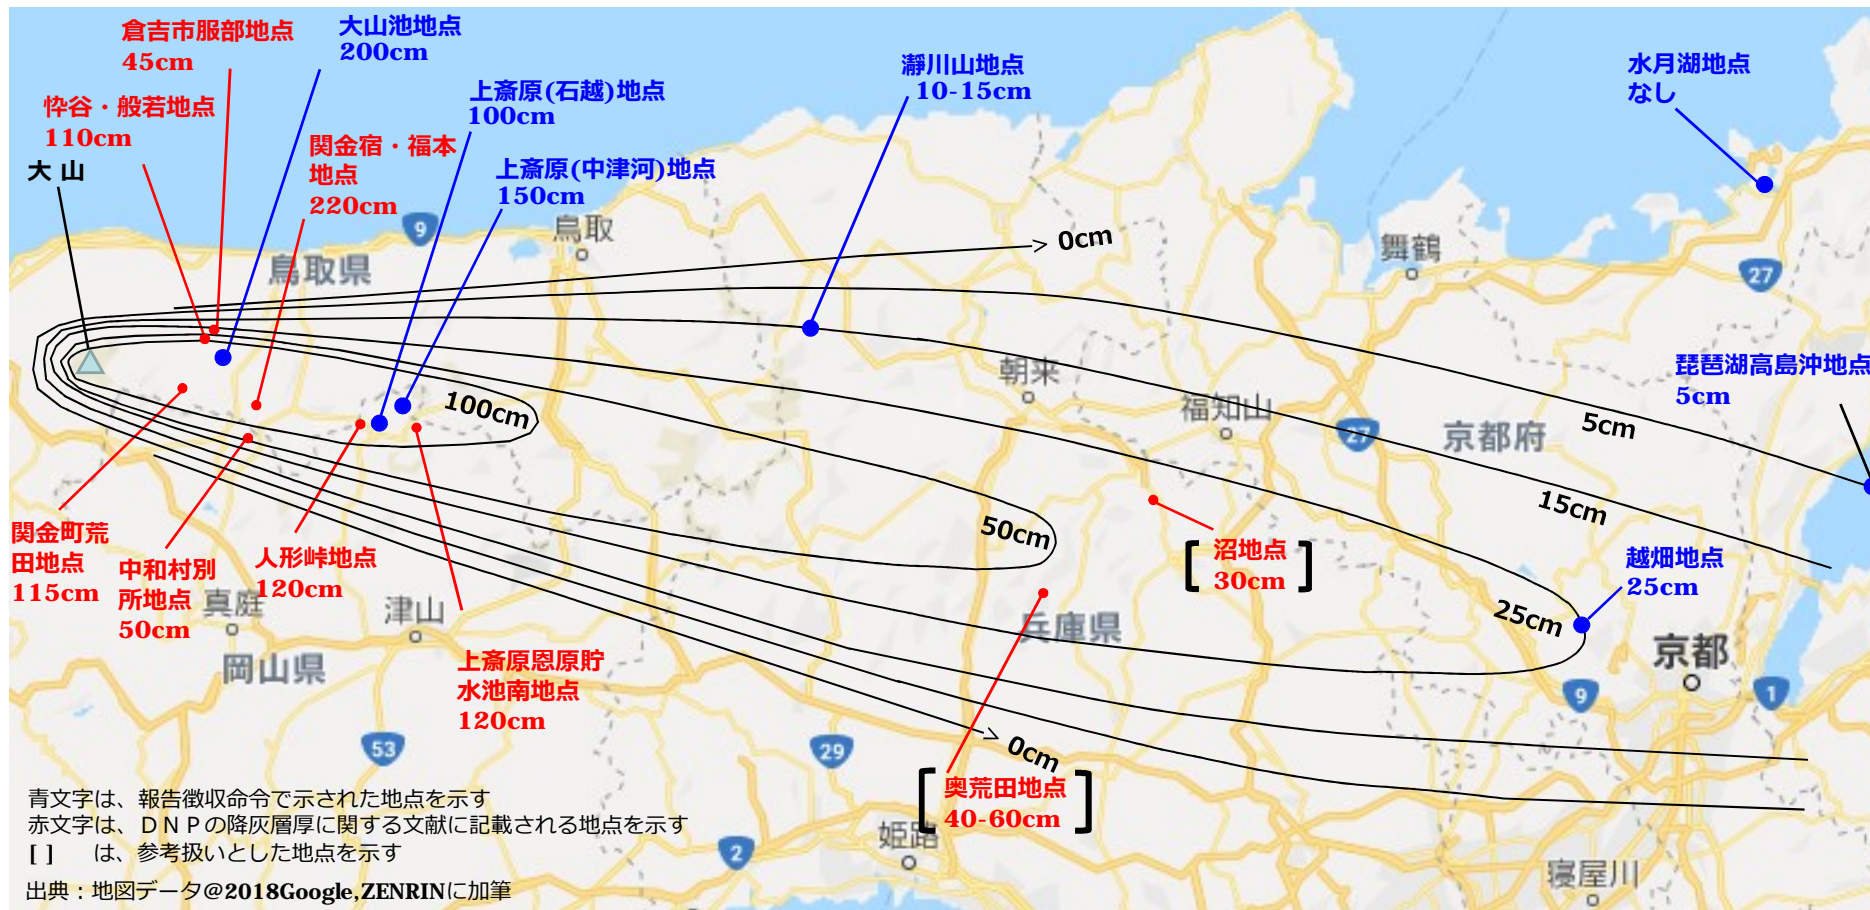 倉吉市服部地点
45cm
大山池地点
200cm
上斎原(石越)地点
100cm
瀞川山地点
10-15cm
水月湖地点
なし
忰谷・般若地点
110cm
関金宿・福本
地点
220cm
上斎原(中津河)地点
150cm
大 山
9
鳥取
鳥取県
0cm
舞鶴
27
朝来
福知山
27
京都府
琵琶湖高島沖地点
5cm
5cm
100cm
15cm
50cm
関金町荒
田地点
115cm
中和村別
所地点
50cm
人形峠地点
120cm
沼地点
[ 30cm ]
越畑地点
25cm
25cm
真庭
津山
岡山県
兵庫県
京都
上斎原恩原貯
水池南地点
120cm
9
1
53
29
0cm
奥荒田地点
[ 40-60cm ]
姫路
2
寝屋川
青文字は、報告徴収命令で示された地点を示す
赤文字は、ＤＮＰの降灰層厚に関する文献に記載される地点を示す
[ ] は、参考扱いとした地点を示す
出典：地図データ@2018Google,ZENRINに加筆